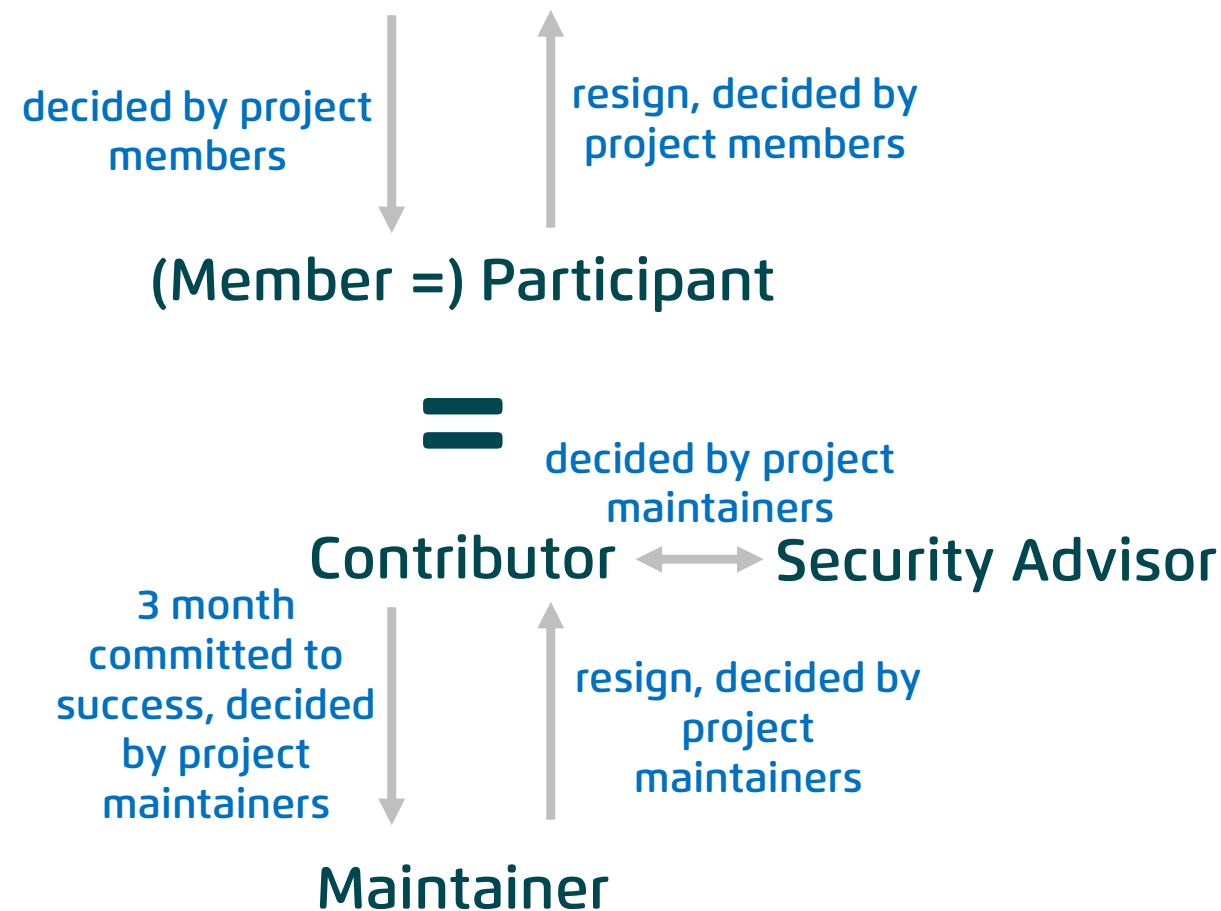 decided by project
members
resign, decided by
project members
(Member =) Participant
=
decided by project
maintainers
Contributor
Security Advisor
3 month
committed to
success, decided
by project
maintainers
resign, decided by
project
maintainers
Maintainer